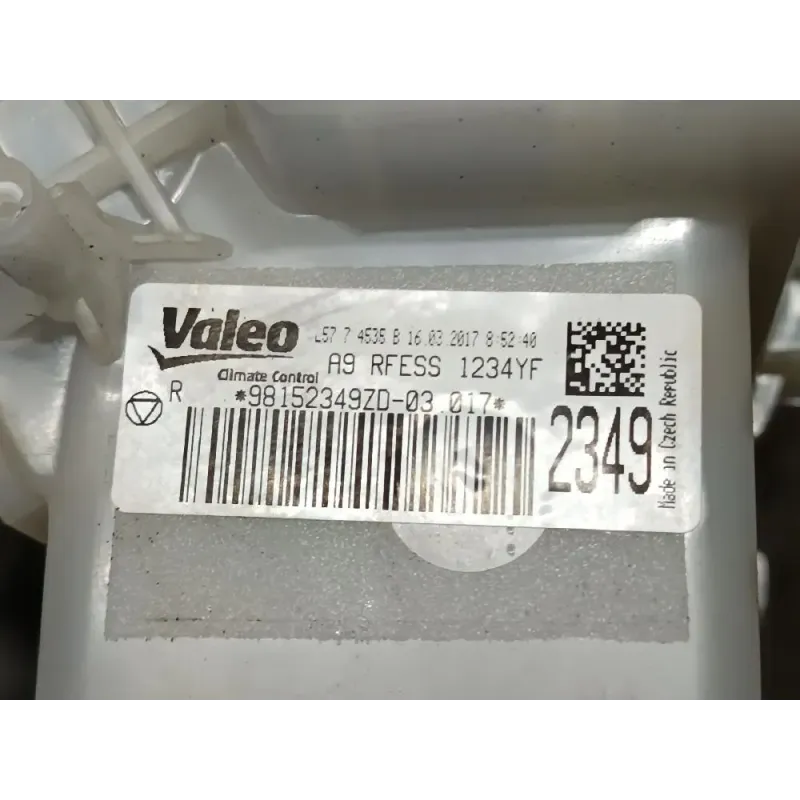 Valeo
L57 7 4535 B 16.03.2017 8:52:40
Climate Control
A9 RFESS 1234YF
R *98152349ZD-03 017*
2349
Made in Czech Republic